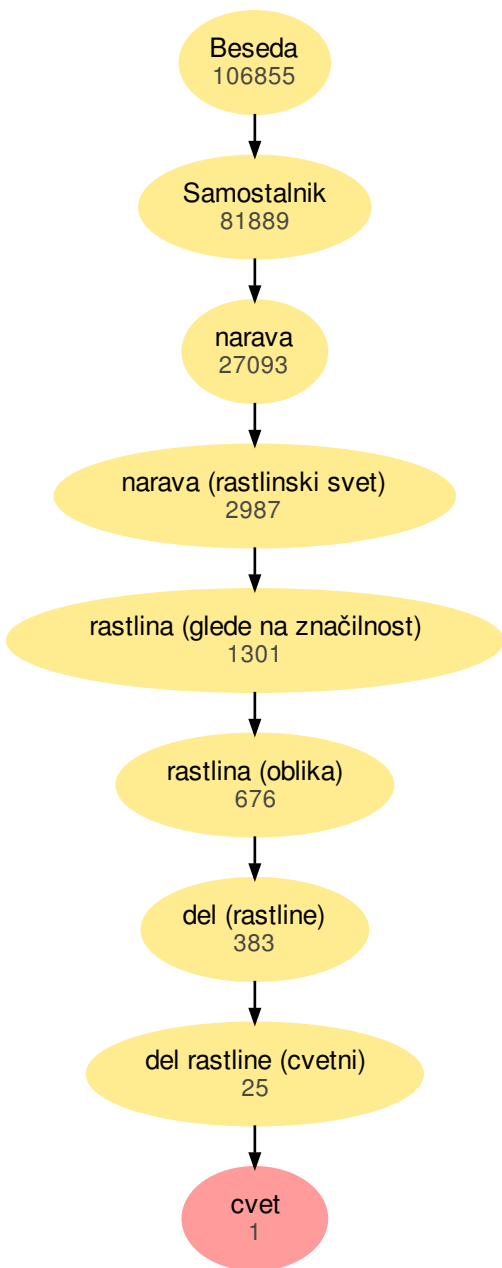 Beseda
106855
Samostalnik
81889
narava
27093
narava (rastlinski svet)
2987
rastlina (glede na značilnost)
1301
rastlina (oblika)
676
del (rastline)
383
del rastline (cvetni)
25
cvet
1